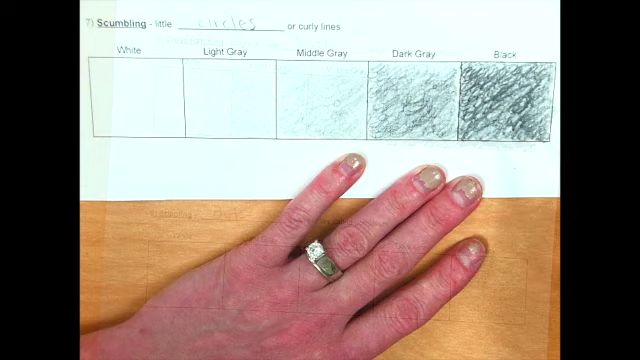 7) Scumbling - little circles or curly lines
White Light Gray Middle Gray Dark Gray Black